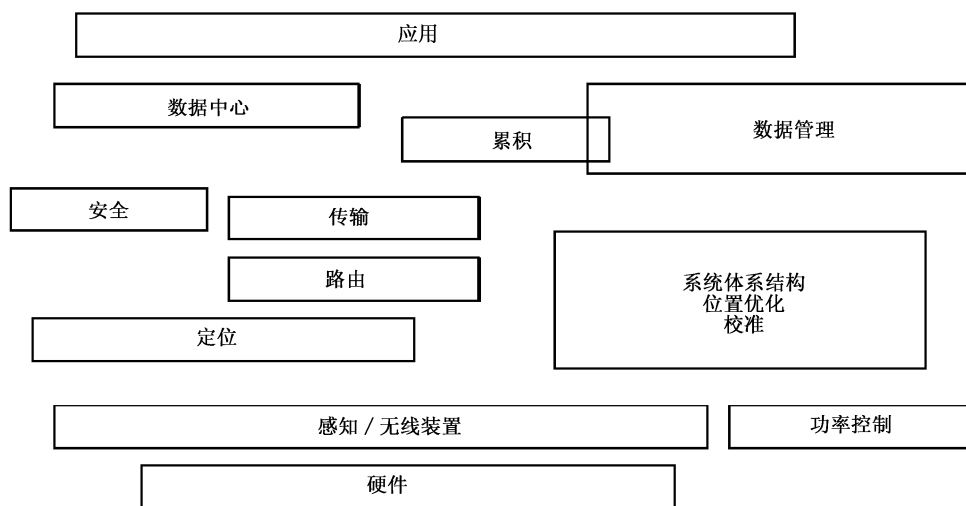 应用
数据中心
数据管理
累积
安全
传输
路由
系统体系结构
位置优化
校准
定位
感知/无线装置
功率控制
硬件